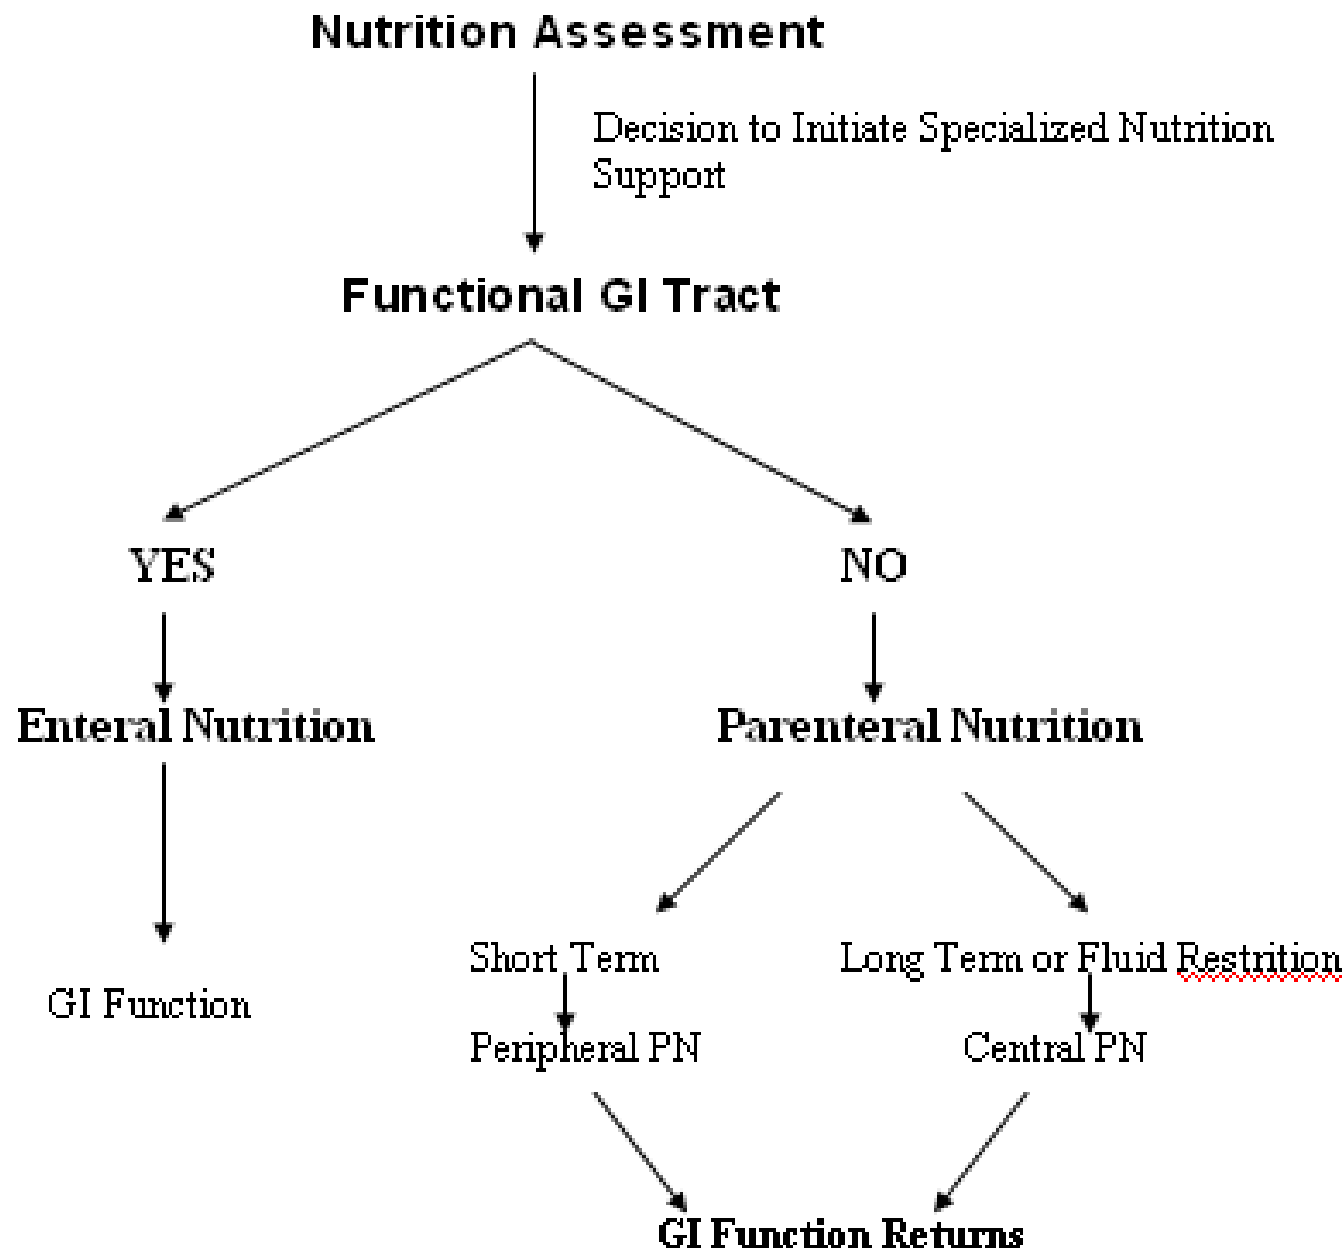 Nutrition Assessment
Decision to Initiate Specialized Nutrition
Support
Functional GI Tract
YES
NO
Enteral Nutrition
Parenteral Nutrition
Short Term
Long Term or Fluid Restrition
GI Function
Peripheral PN
Central PN
GI Function Returns